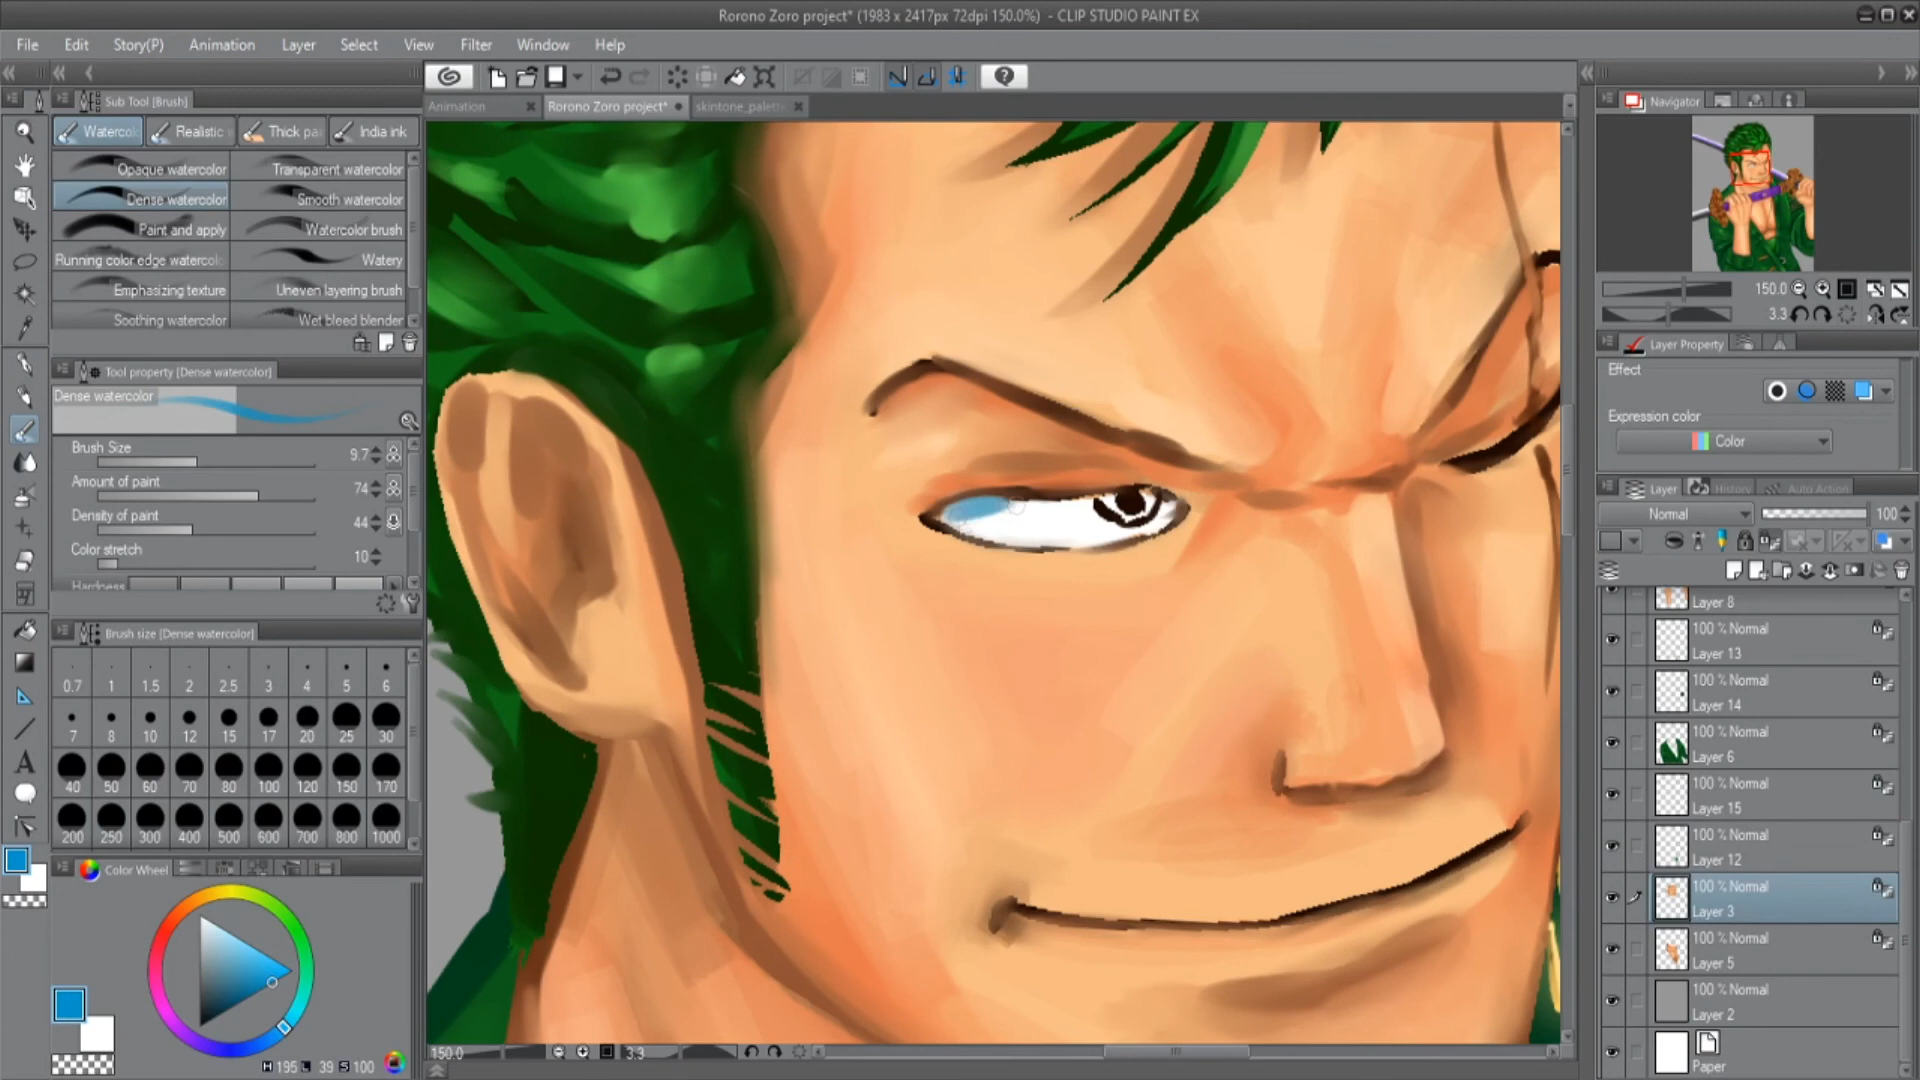 Rorono Zoro project* (1983 x 2417px 72dpi 150.0%) - CLIP STUDIO PAINT EX
File Edit Story(P) Animation Layer Select View Filter Window Help
Sub Tool [Brush]
Animation
Rorono Zoro project*
skintone_palett
Navigator
Watercol
Realistic
Thick pa
India ink
Opaque watercolor
Transparent watercolor
Dense watercolor
Smooth watercolor
Paint and apply
Watercolor brush
Running color edge watercolo
Watery
Emphasizing texture
Uneven layering brush
Soothing watercolor
Wet bleed blender
Tool property [Dense watercolor]
Dense watercolor
Brush Size 9.7
Amount of paint 74
Density of paint 44
Color stretch 10
Hardness
Brush size [Dense watercolor]
0.7 1 1.5 2 2.5 3 4 5 6
7 8 10 12 15 17 20 25 30
40 50 60 70 80 100 120 150 170
200 250 300 400 500 600 700 800 1000
Color Wheel
H 195 L 39 S 100
150.0 3.3
150.0
3.3
Layer Property
Effect
Expression color
Color
Layer History Auto Action
Normal 100
Layer 8
100 % Normal
Layer 13
100 % Normal
Layer 14
100 % Normal
Layer 6
100 % Normal
Layer 15
100 % Normal
Layer 12
100 % Normal
Layer 3
100 % Normal
Layer 5
100 % Normal
Layer 2
Paper